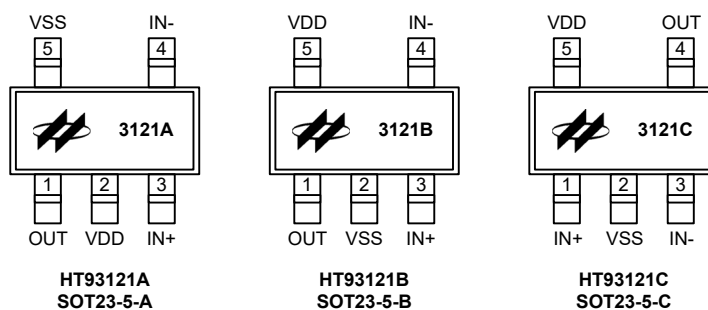 VSS IN- VDD IN- VDD OUT
5 4 5 4 5 4
3121A 3121B 3121C
1 2 3 1 2 3 1 2 3
OUT VDD IN+ OUT VSS IN+ IN+ VSS IN-
HT93121A HT93121B HT93121C
SOT23-5-A SOT23-5-B SOT23-5-C